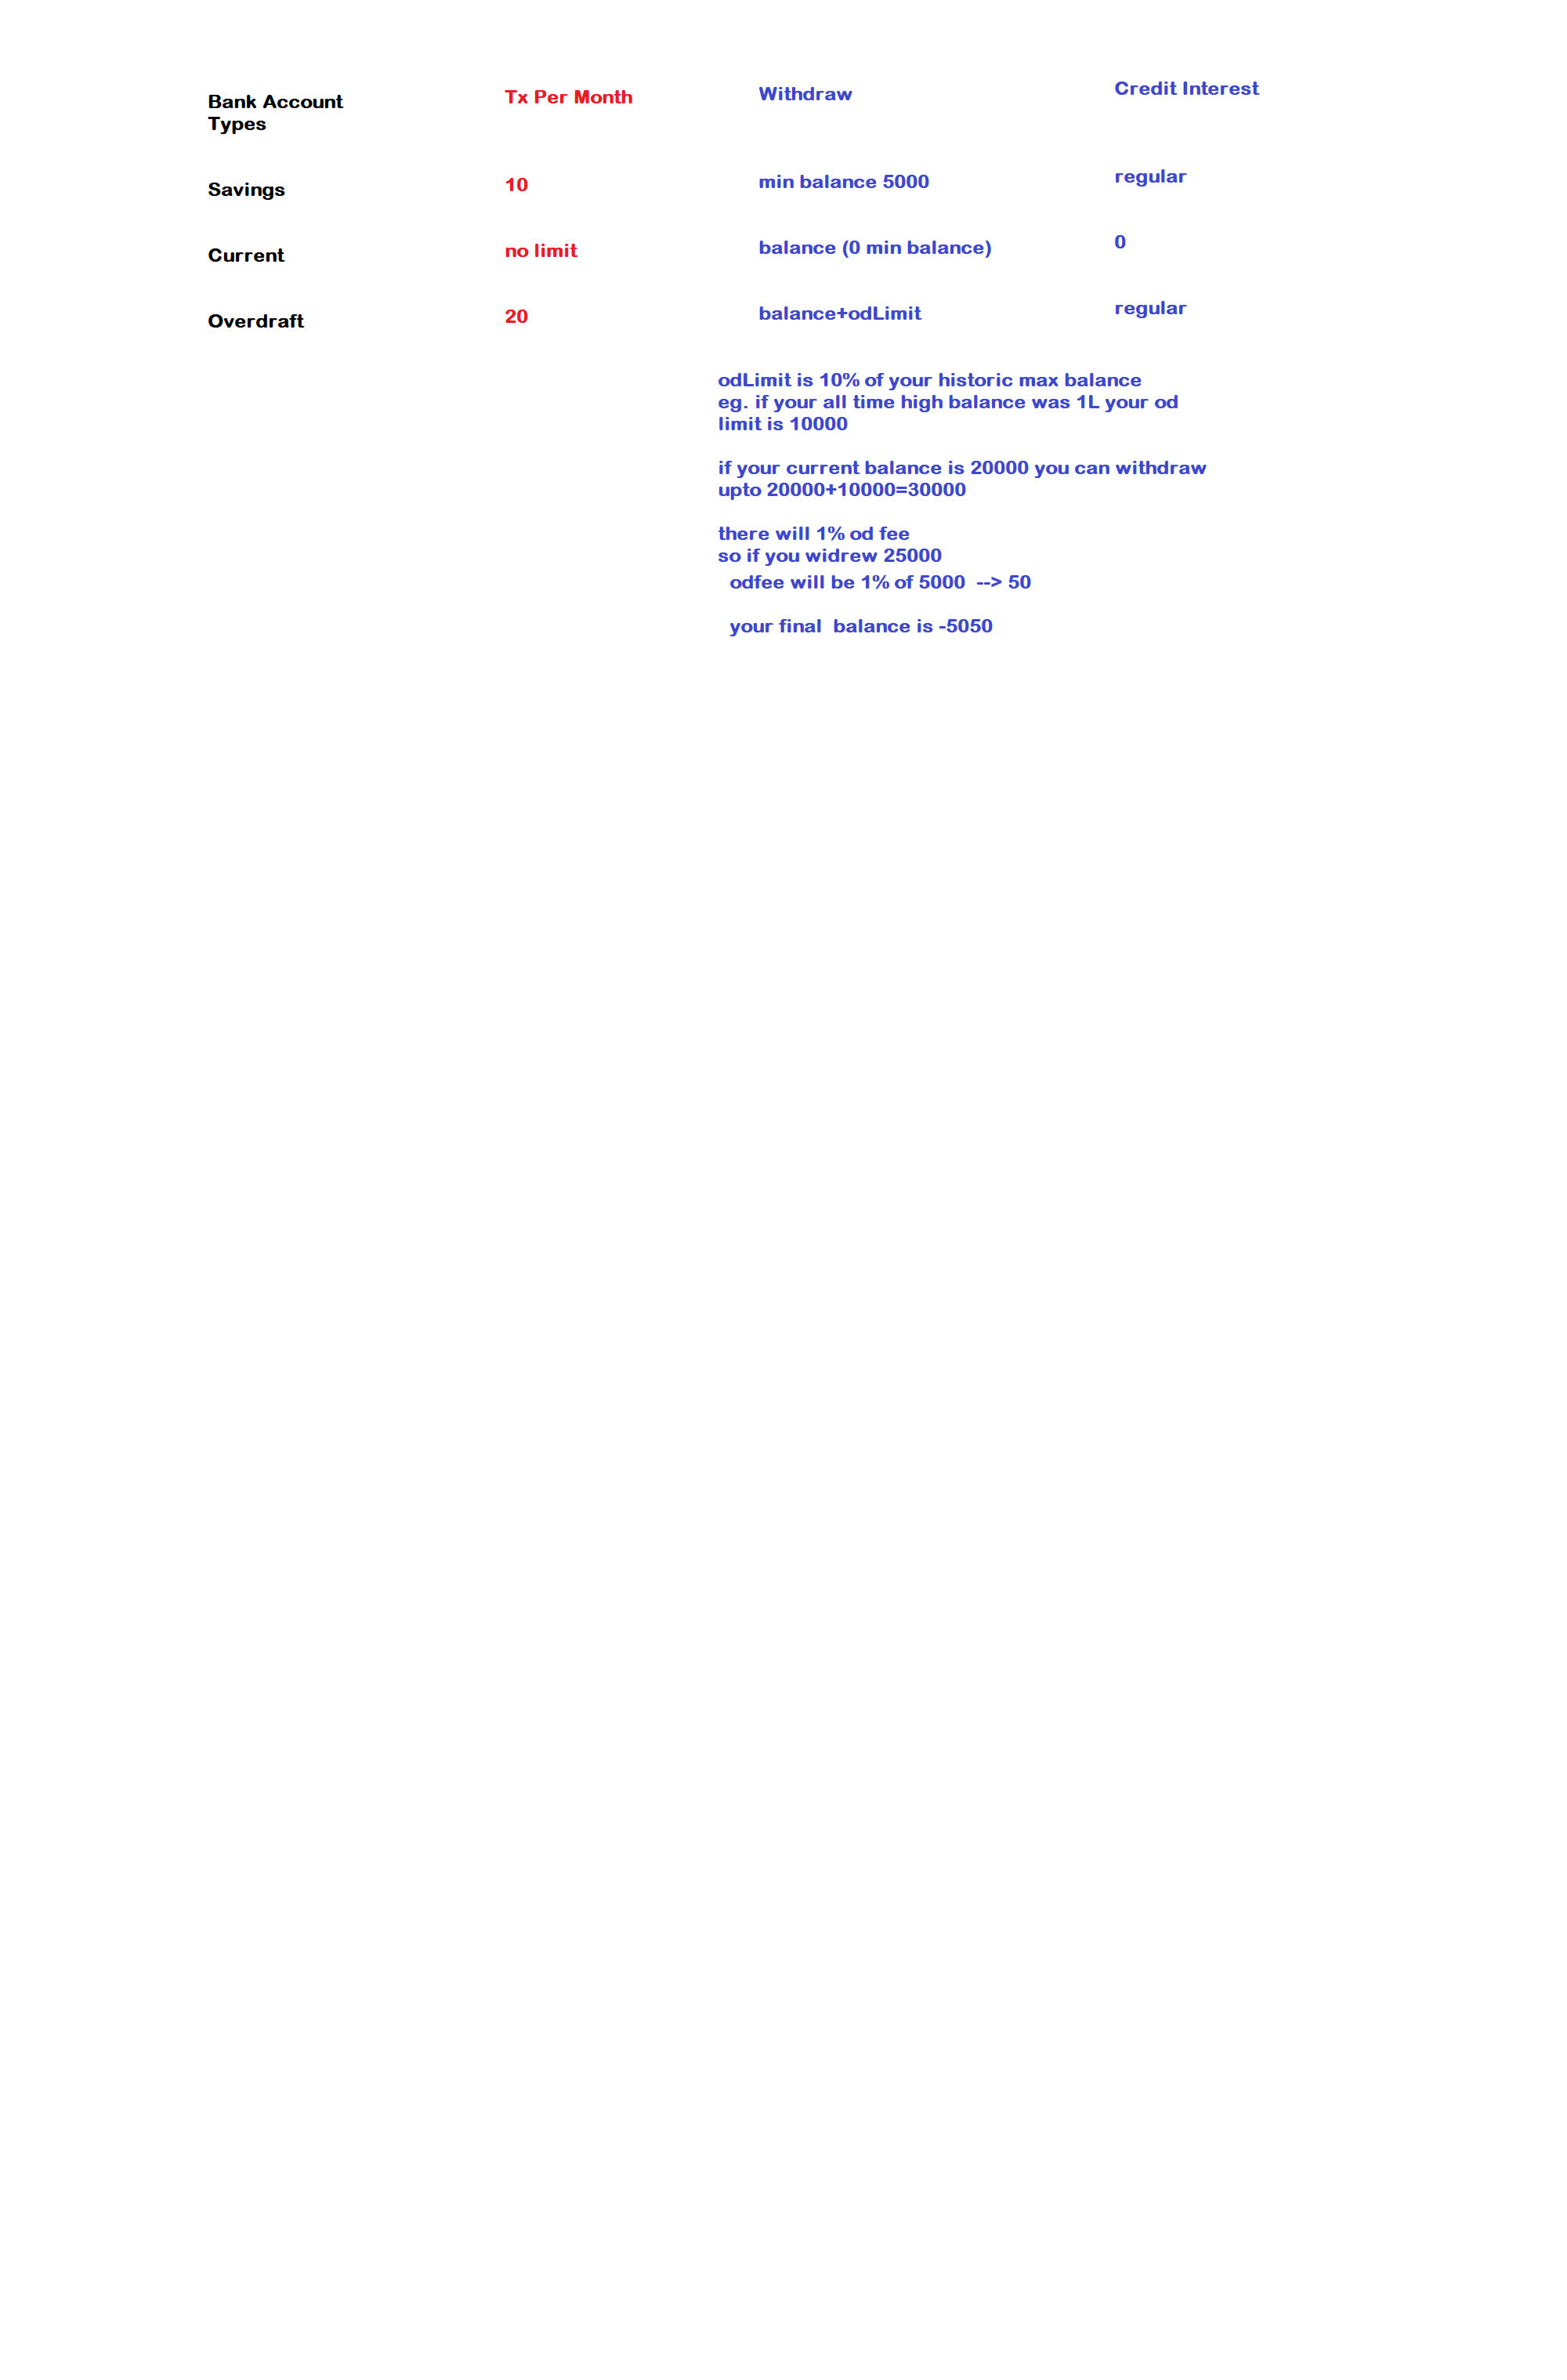 Bank Account
Types
Tx Per Month
Withdraw
Credit Interest
Savings
10
min balance 5000
regular
Current
no limit
balance (0 min balance)
0
Overdraft
20
balance+odLimit
regular
odLimit is 10% of your historic max balance
eg. if your all time high balance was 1L your od
limit is 10000
if your current balance is 20000 you can withdraw
upto 20000+10000=30000
there will 1% od fee
so if you widrew 25000
odfee will be 1% of 5000 --> 50
your final balance is -5050